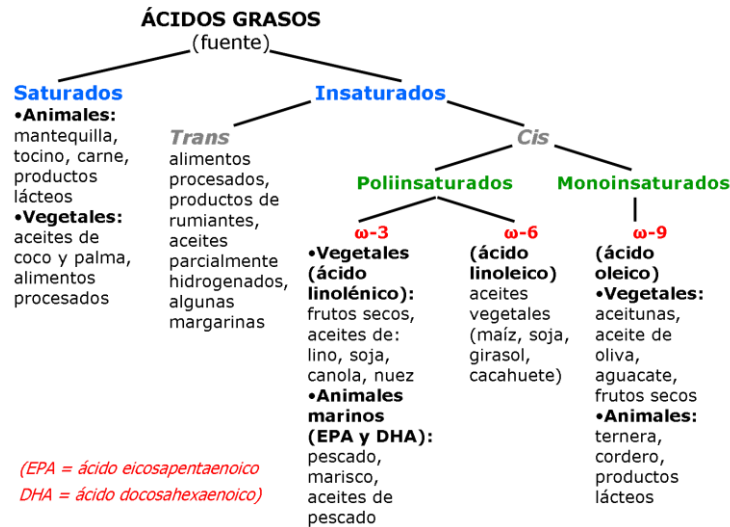 ÁCIDOS GRASOS
(fuente)
Saturados
•Animales:
mantequilla,
tocino, carne,
productos
lácteos
•Vegetales:
aceites de
coco y palma,
alimentos
procesados
Insaturados
Trans
alimentos
procesados,
productos de
rumiantes,
aceites
parcialmente
hidrogenados,
algunas
margarinas
Cis
Poliinsaturados
ω-3
•Vegetales
(ácido
linolénico):
frutos secos,
aceites de:
lino, soja,
canola, nuez
•Animales
marinos
(EPA y DHA):
pescado,
marisco,
aceites de
pescado
ω-6
(ácido
linoleico)
aceites
vegetales
(maíz, soja,
girasol,
cacahuete)
Monoinsaturados
ω-9
(ácido
oleico)
•Vegetales:
aceitunas,
aceite de
oliva,
aguacate,
frutos secos
•Animales:
ternera,
cordero,
productos
lácteos
(EPA = ácido eicosapentaenoico
DHA = ácido docosahexaenoico)